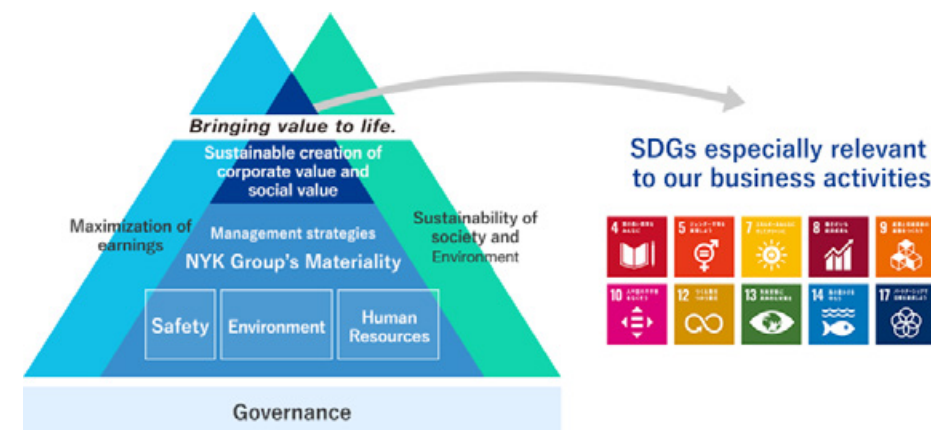 Bringing value to life.
Sustainable creation of
corporate value and
social value
Maximization of
earnings
Management strategies
NYK Group's Materiality
Sustainability of
society and
Environment
Safety
Environment
Human
Resources
Governance
SDGs especially relevant
to our business activities
4
5
7
8
9
10
12
13
14
17